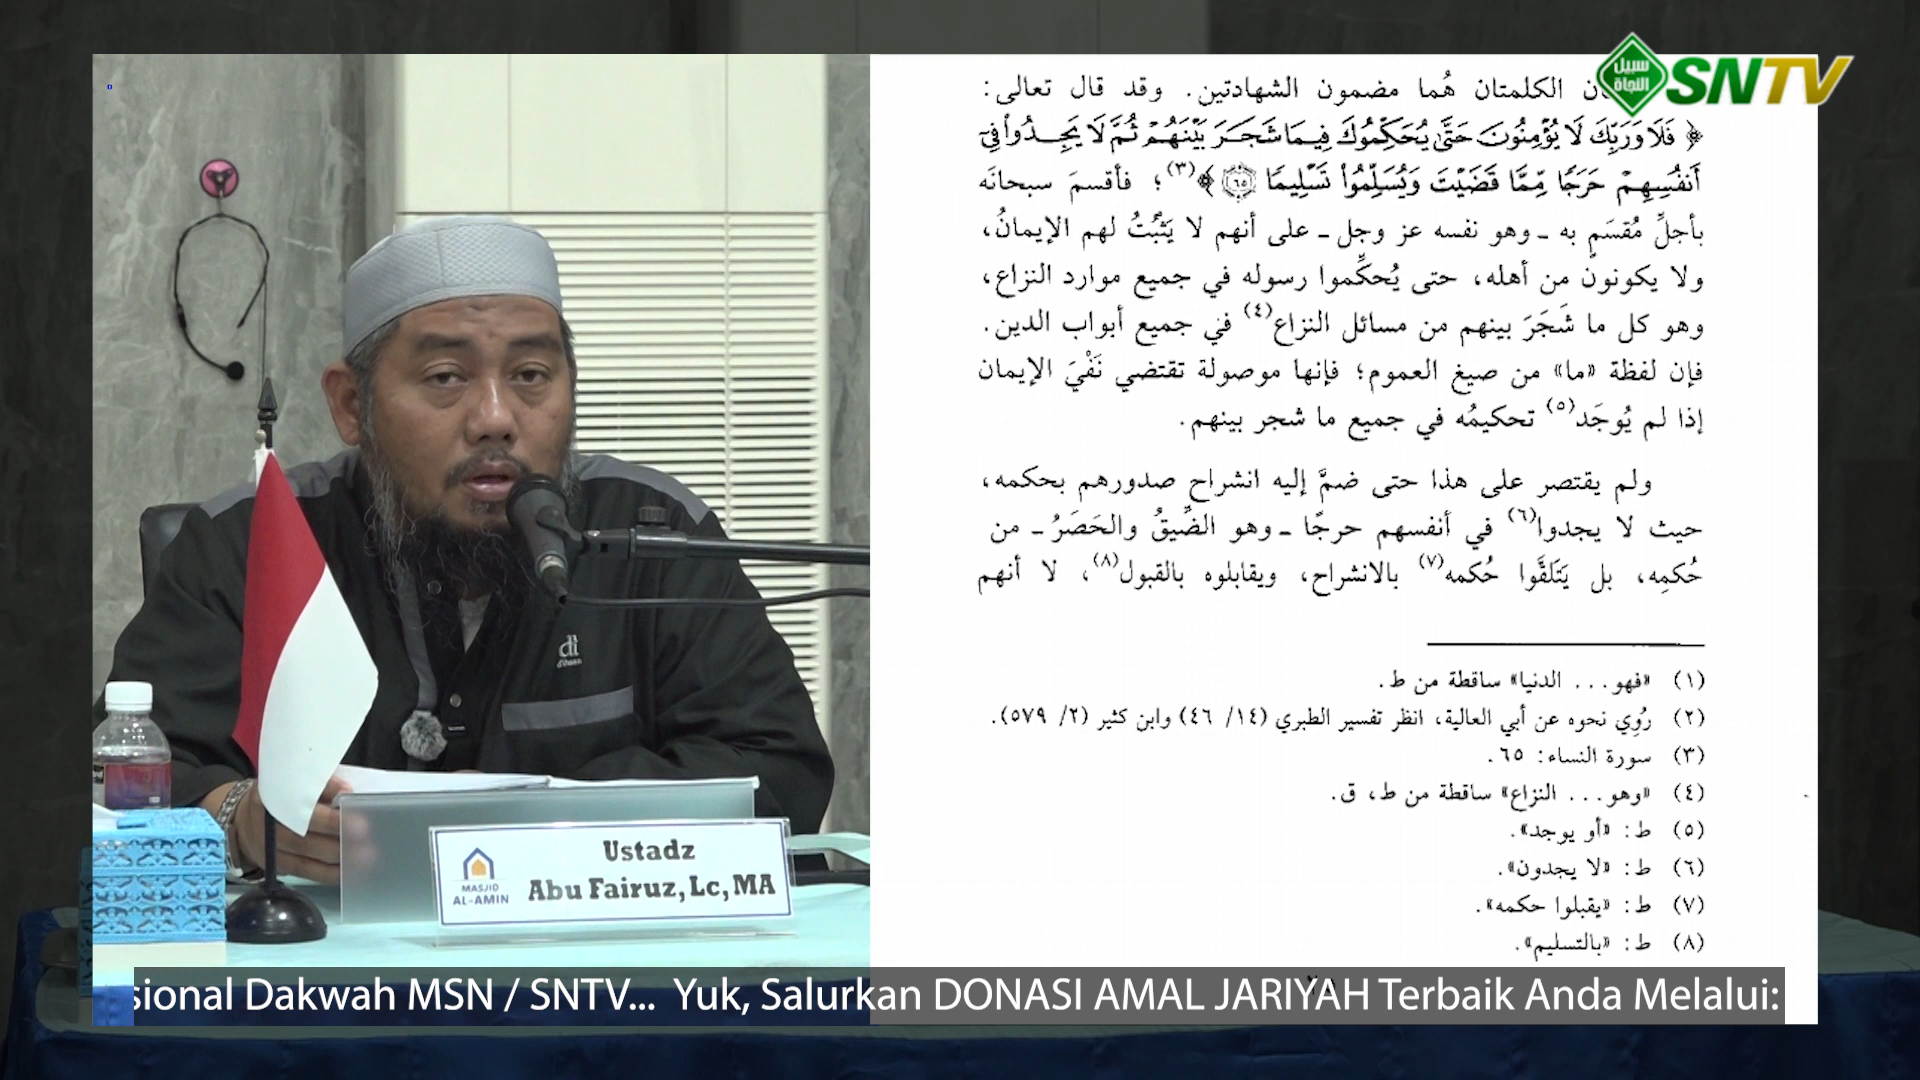 سبيل
النجاة
SNTV
الكلمتان هُما مضمون الشهادتين. وقد قال تعالى:
﴿ فَلَا وَرَبِّكَ لَا يُؤْمِنُونَ حَتَّىٰ يُحَكِّمُوكَ فِيمَا شَجَرَ بَيْنَهُمْ ثُمَّ لَا يَجِدُوا۟ فِىٓ
أَنفُسِهِمْ حَرَجًا مِّمَّا قَضَيْتَ وَيُسَلِّمُوا۟ تَسْلِيمًا ٦٥ ﴾(٣)؛ فأقسمَ سبحانَه
بأجلِّ مُقسَمٍ به ـ وهو نفسه عز وجل ـ على أنهم لا يَثبُتُ لهم الإيمانُ،
ولا يكونون من أهله، حتى يُحكِّموا رسوله في جميع موارد النزاع،
وهو كل ما شَجَرَ بينهم من مسائل النزاع(٤) في جميع أبواب الدين.
فإن لفظة «ما» من صيغ العموم؛ فإنها موصولة تقتضي نَفْيَ الإيمان
إذا لم يُوجَد(٥) تحكيمُه في جميع ما شجر بينهم.
ولم يقتصر على هذا حتى ضمَّ إليه انشراح صدورهم بحكمه،
حيث لا يجدوا(٦) في أنفسهم حرجًا ـ وهو الضِّيقُ والحَصَرُ ـ من
حُكمِه، بل يَتَلقَّوا حُكمه(٧) بالانشراح، ويقابلوه بالقبول(٨)، لا أنهم
(١) «فهو... الدنيا» ساقطة من ط.
(٢) رُوِي نحوه عن أبي العالية، انظر تفسير الطبري (١٤/ ٤٦) وابن كثير (٢/ ٥٧٩).
(٣) سورة النساء: ٦٥.
(٤) «وهو... النزاع» ساقطة من ط، ق.
(٥) ط: «أو يوجد».
(٦) ط: «لا يجدون».
(٧) ط: «يقبلوا حكمه».
(٨) ط: «بالتسليم».
di
MASJID
AL-AMIN
Ustadz
Abu Fairuz, Lc, MA
sional Dakwah MSN / SNTV... Yuk, Salurkan DONASI AMAL JARIYAH Terbaik Anda Melalui: